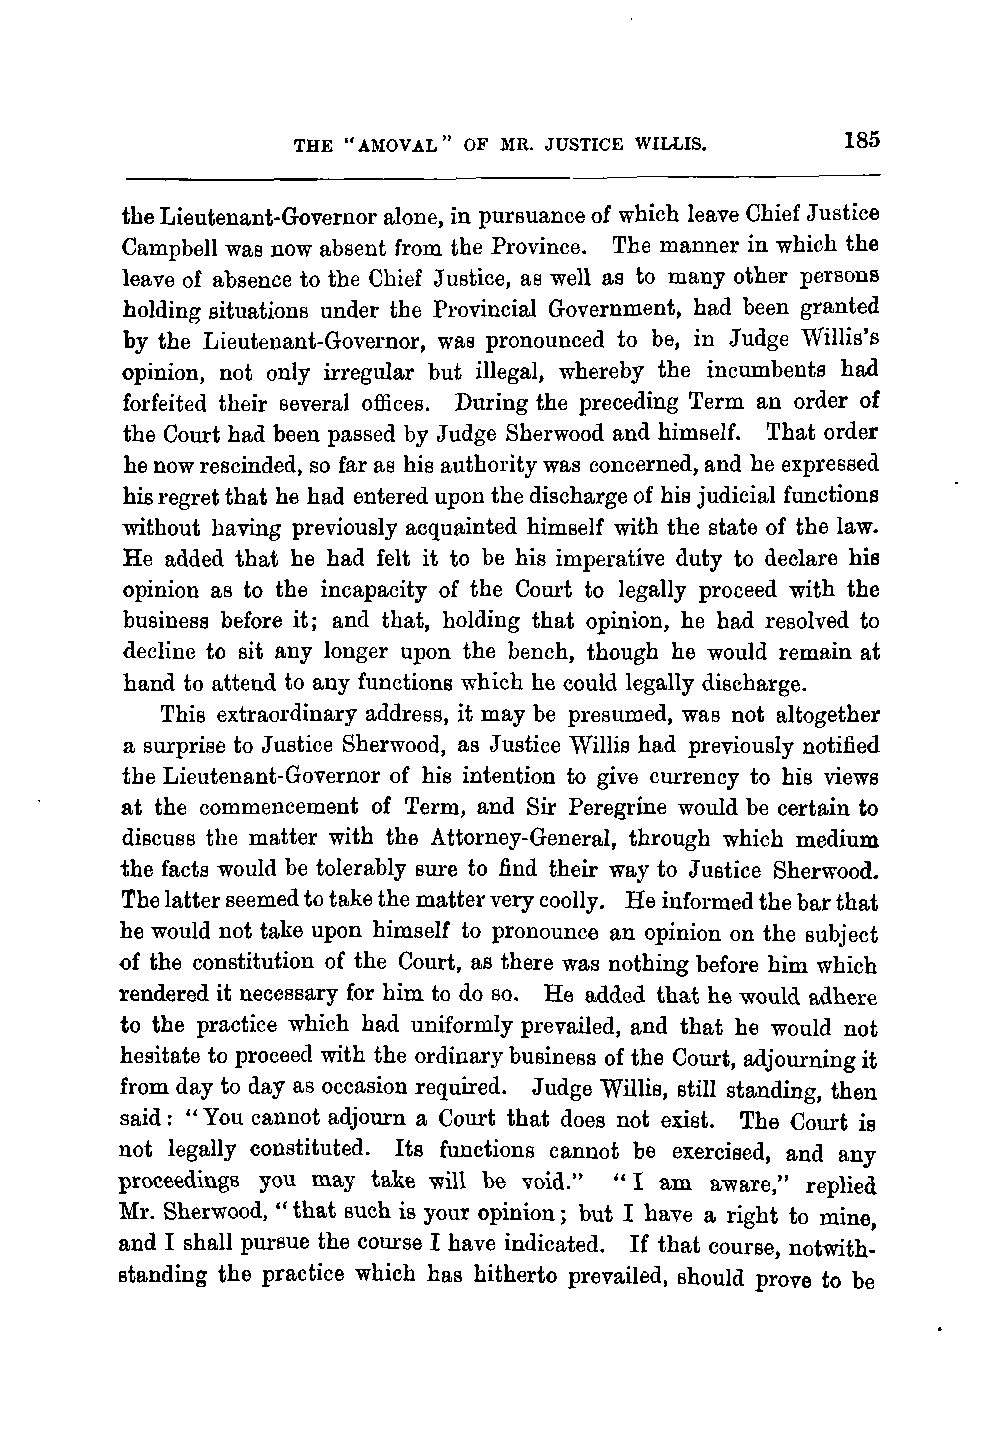 THE "AMOVAL" OF MR. JUSTICE WILLIS. 185
the Lieutenant-Governor alone, in pursuance of which leave Chief Justice
Campbell was now absent from the Province. The manner in which the
leave of absence to the Chief Justice, as well as to many other persons
holding situations under the Provincial Government, had been granted
by the Lieutenant-Governor, was pronounced to be, in Judge Willis's
opinion, not only irregular but illegal, whereby the incumbents had
forfeited their several offices. During the preceding Term an order of
the Court had been passed by Judge Sherwood and himself. That order
he now rescinded, so far as his authority was concerned, and he expressed
his regret that he had entered upon the discharge of his judicial functions
without having previously acquainted himself with the state of the law.
He added that he had felt it to be his imperative duty to declare his
opinion as to the incapacity of the Court to legally proceed with the
business before it; and that, holding that opinion, he had resolved to
decline to sit any longer upon the bench, though he would remain at
hand to attend to any functions which he could legally discharge.
This extraordinary address, it may be presumed, was not altogether
a surprise to Justice Sherwood, as Justice Willis had previously notified
the Lieutenant-Governor of his intention to give currency to his views
at the commencement of Term, and Sir Peregrine would be certain to
discuss the matter with the Attorney-General, through which medium
the facts would be tolerably sure to find their way to Justice Sherwood.
The latter seemed to take the matter very coolly. He informed the bar that
he would not take upon himself to pronounce an opinion on the subject
of the constitution of the Court, as there was nothing before him which
rendered it necessary for him to do so. He added that he would adhere
to the practice which had uniformly prevailed, and that he would not
hesitate to proceed with the ordinary business of the Court, adjourning it
from day to day as occasion required. Judge Willis, still standing, then
said: "You cannot adjourn a Court that does not exist. The Court is
not legally constituted. Its functions cannot be exercised, and any
proceedings you may take will be void." "I am aware," replied
Mr. Sherwood, "that such is your opinion; but I have a right to mine,
and I shall pursue the course I have indicated. If that course, notwith-
standing the practice which has hitherto prevailed, should prove to be